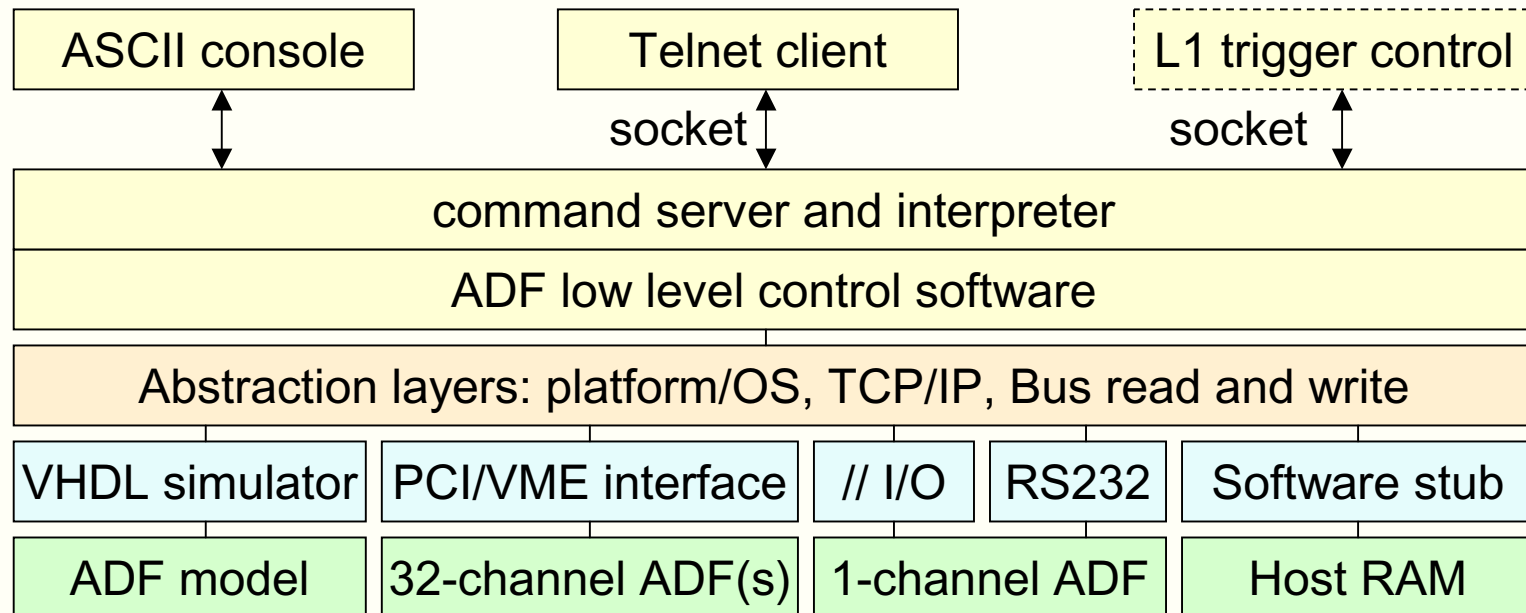 ASCII console
Telnet client
L1 trigger control
socket
socket
command server and interpreter
ADF low level control software
Abstraction layers: platform/OS, TCP/IP, Bus read and write
VHDL simulator
PCI/VME interface
// I/O
RS232
Software stub
ADF model
32-channel ADF(s)
1-channel ADF
Host RAM